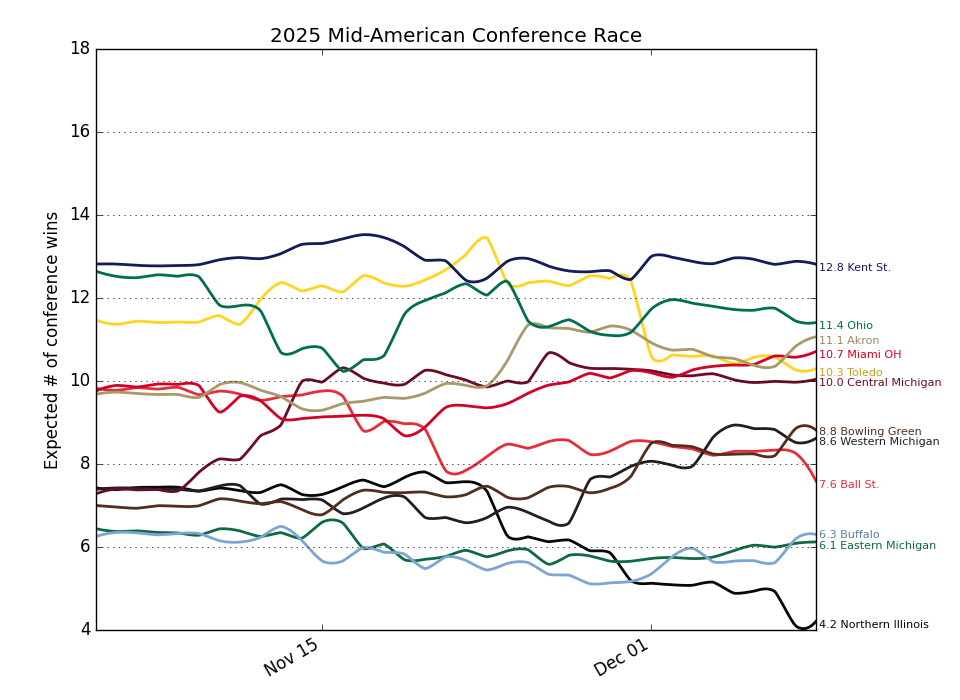 2025 Mid-American Conference Race
Expected # of conference wins
18
16
14
12
10
8
6
4
12.8 Kent St.
11.4 Ohio
11.1 Akron
10.7 Miami OH
10.3 Toledo
10.0 Central Michigan
8.8 Bowling Green
8.6 Western Michigan
7.6 Ball St.
6.3 Buffalo
6.1 Eastern Michigan
4.2 Northern Illinois
Nov 15
Dec 01